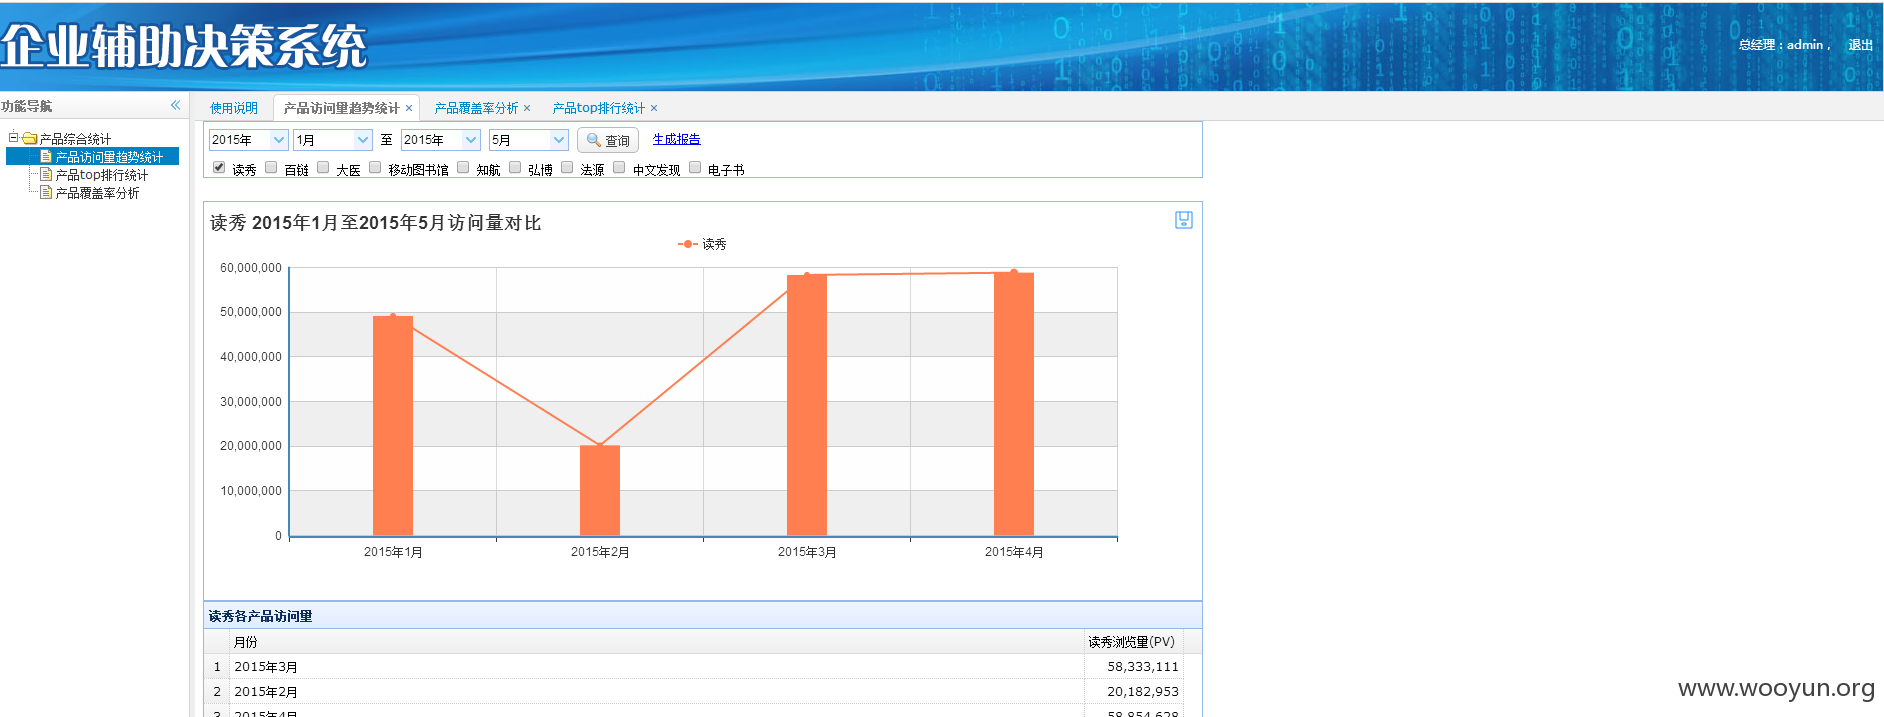 企业辅助决策系统
总经理：admin， 退出
功能导航
使用说明 产品访问量趋势统计 产品覆盖率分析 产品top排行统计
产品综合统计
产品访问量趋势统计
产品top排行统计
产品覆盖率分析
2015年 1月 至 2015年 5月 查询 生成报告
读秀 百链 大医 移动图书馆 知航 弘博 法源 中文发现 电子书
读秀 2015年1月至2015年5月访问量对比
读秀
60,000,000
50,000,000
40,000,000
30,000,000
20,000,000
10,000,000
0
2015年1月 2015年2月 2015年3月 2015年4月
读秀各产品访问量
月份 读秀浏览量(PV)
1 2015年3月 58,333,111
2 2015年2月 20,182,953
3 2015年4月 58,854,628
www.wooyun.org